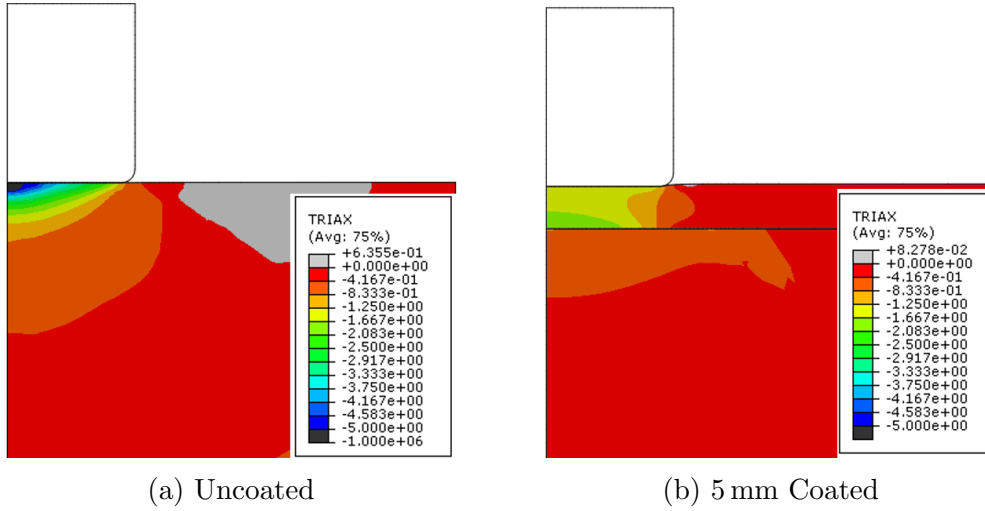 TRIAX
(Avg: 75%)
+6.355e-01
+0.000e+00
-4.167e-01
-8.333e-01
-1.250e+00
-1.667e+00
-2.083e+00
-2.500e+00
-2.917e+00
-3.333e+00
-3.750e+00
-4.167e+00
-4.583e+00
-5.000e+00
-1.000e+06
(a) Uncoated
TRIAX
(Avg: 75%)
+8.278e-02
+0.000e+00
-4.167e-01
-8.333e-01
-1.250e+00
-1.667e+00
-2.083e+00
-2.500e+00
-2.917e+00
-3.333e+00
-3.750e+00
-4.167e+00
-4.583e+00
-5.000e+00
(b) 5 mm Coated